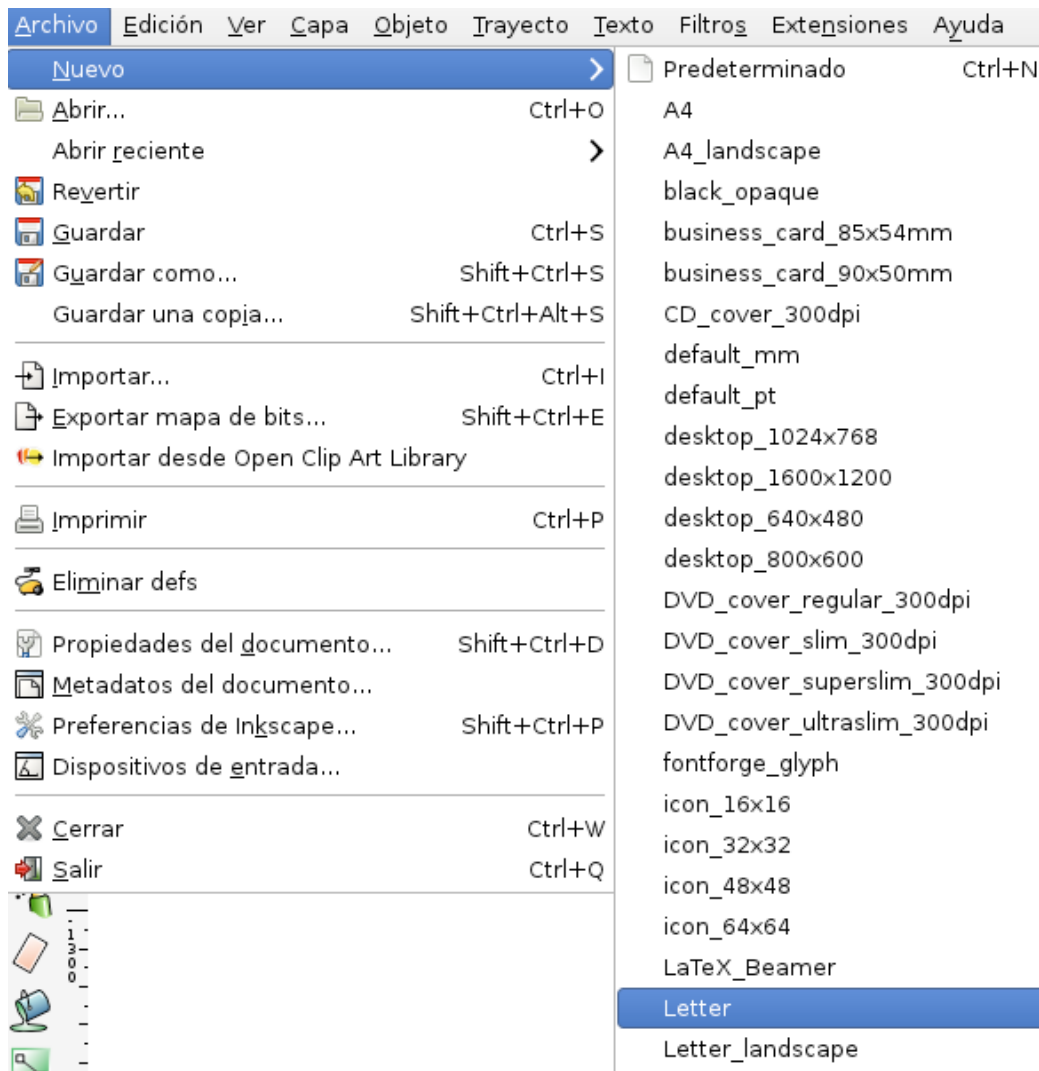 Archivo Edición Ver Capa Objeto Trayecto Texto Filtros Extensiones Ayuda
Nuevo
Abrir... Ctrl+O
Abrir reciente
Revertir
Guardar Ctrl+S
Guardar como... Shift+Ctrl+S
Guardar una copia... Shift+Ctrl+Alt+S
Importar... Ctrl+I
Exportar mapa de bits... Shift+Ctrl+E
Importar desde Open Clip Art Library
Imprimir Ctrl+P
Eliminar defs
Propiedades del documento... Shift+Ctrl+D
Metadatos del documento...
Preferencias de Inkscape... Shift+Ctrl+P
Dispositivos de entrada...
Cerrar Ctrl+W
Salir Ctrl+Q
Predeterminado Ctrl+N
A4
A4_landscape
black_opaque
business_card_85x54mm
business_card_90x50mm
CD_cover_300dpi
default_mm
default_pt
desktop_1024x768
desktop_1600x1200
desktop_640x480
desktop_800x600
DVD_cover_regular_300dpi
DVD_cover_slim_300dpi
DVD_cover_superslim_300dpi
DVD_cover_ultraslim_300dpi
fontforge_glyph
icon_16x16
icon_32x32
icon_48x48
icon_64x64
LaTeX_Beamer
Letter
Letter_landscape
-1300